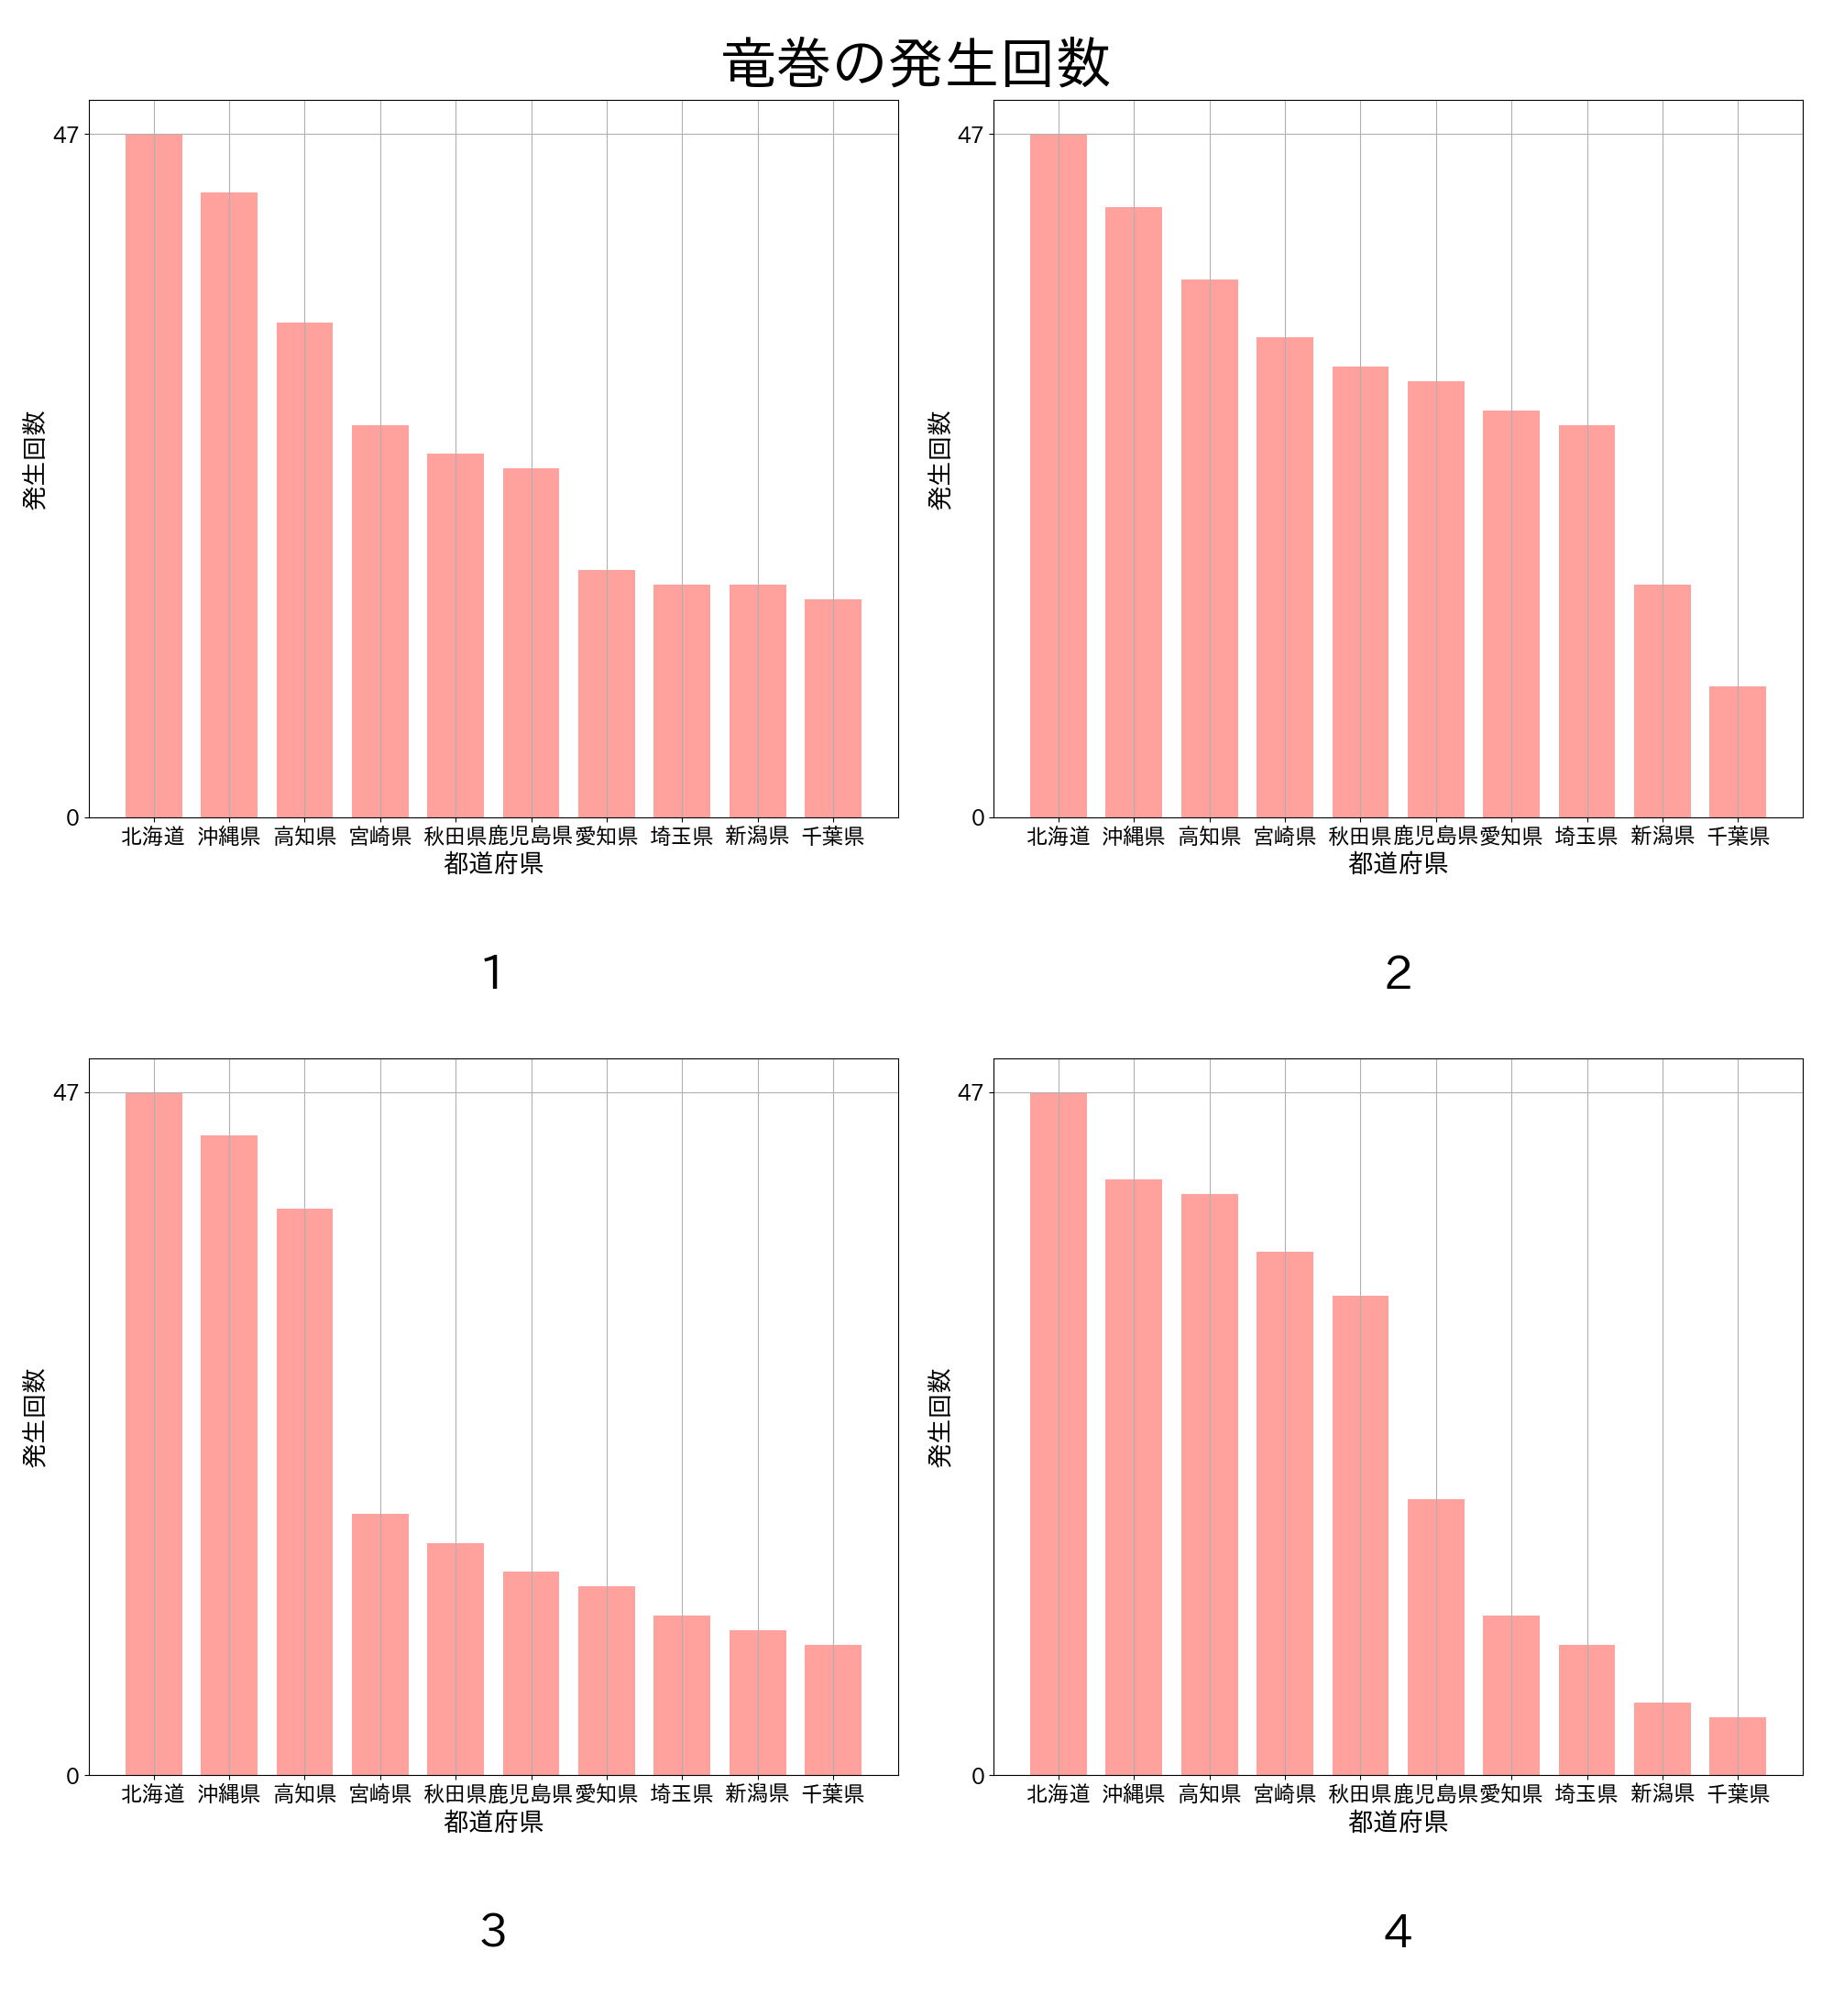 竜巻の発生回数
47
0
発生回数
北海道 沖縄県 高知県 宮崎県 秋田県 鹿児島県 愛知県 埼玉県 新潟県 千葉県
都道府県
1
47
0
発生回数
北海道 沖縄県 高知県 宮崎県 秋田県 鹿児島県 愛知県 埼玉県 新潟県 千葉県
都道府県
2
47
0
発生回数
北海道 沖縄県 高知県 宮崎県 秋田県 鹿児島県 愛知県 埼玉県 新潟県 千葉県
都道府県
3
47
0
発生回数
北海道 沖縄県 高知県 宮崎県 秋田県 鹿児島県 愛知県 埼玉県 新潟県 千葉県
都道府県
4